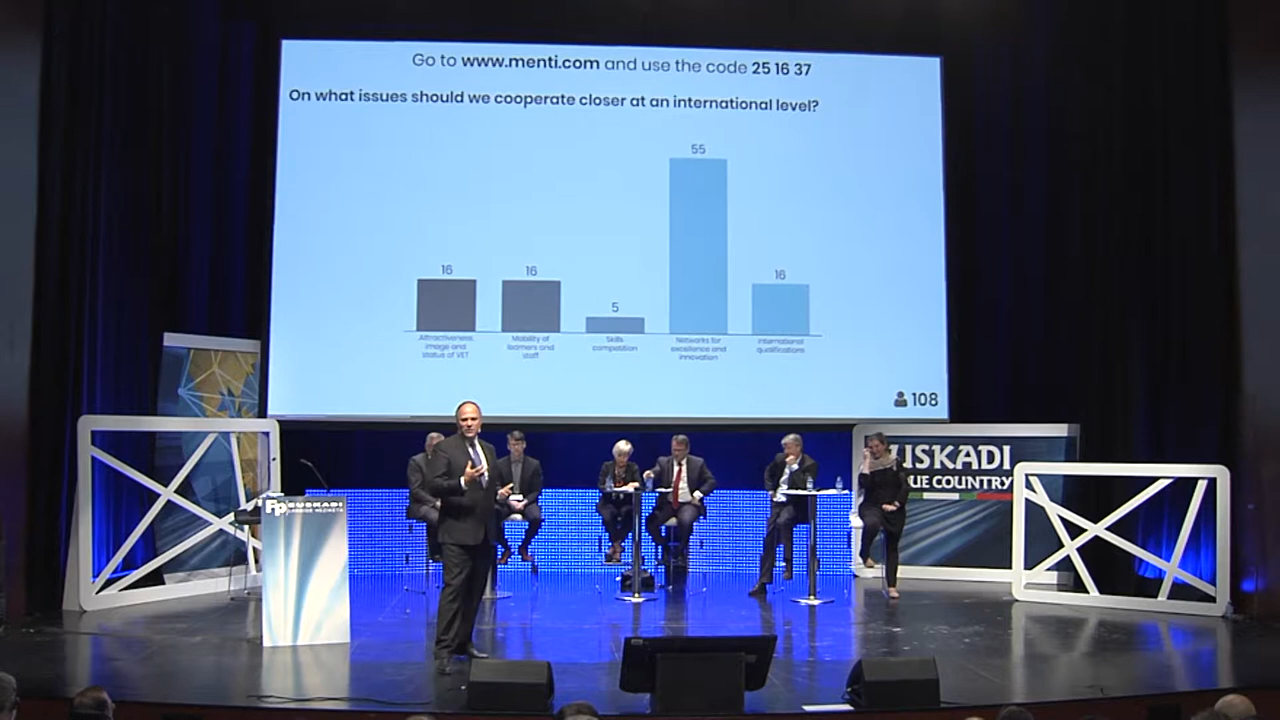 Go to www.menti.com and use the code 25 16 37
On what issues should we cooperate closer at an international level?
55
16
16
16
5
Attractiveness
image and
status of VET
Mobility of
learners and
staff
Skills
competition
Networks for
excellence and
innovation
International
qualifications
108
USKADI
UE COUNTRY
EUSKADI